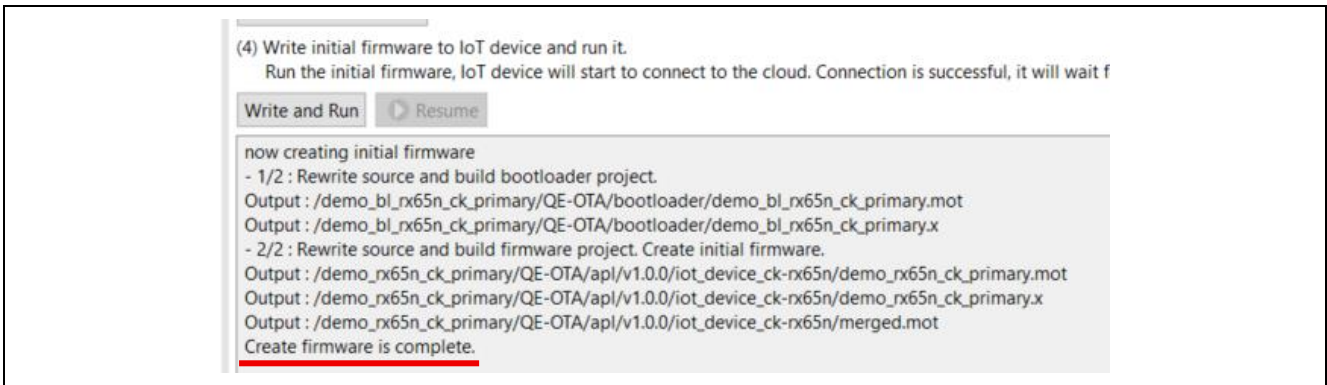 (4) Write initial firmware to IoT device and run it.
Run the initial firmware, IoT device will start to connect to the cloud. Connection is successful, it will wait f
Write and Run
Resume
now creating initial firmware
- 1/2 : Rewrite source and build bootloader project.
Output : /demo_bl_rx65n_ck_primary/QE-OTA/bootloader/demo_bl_rx65n_ck_primary.mot
Output : /demo_bl_rx65n_ck_primary/QE-OTA/bootloader/demo_bl_rx65n_ck_primary.x
- 2/2 : Rewrite source and build firmware project. Create initial firmware.
Output : /demo_rx65n_ck_primary/QE-OTA/apl/v1.0.0/iot_device_ck-rx65n/demo_rx65n_ck_primary.mot
Output : /demo_rx65n_ck_primary/QE-OTA/apl/v1.0.0/iot_device_ck-rx65n/demo_rx65n_ck_primary.x
Output : /demo_rx65n_ck_primary/QE-OTA/apl/v1.0.0/iot_device_ck-rx65n/merged.mot
Create firmware is complete.